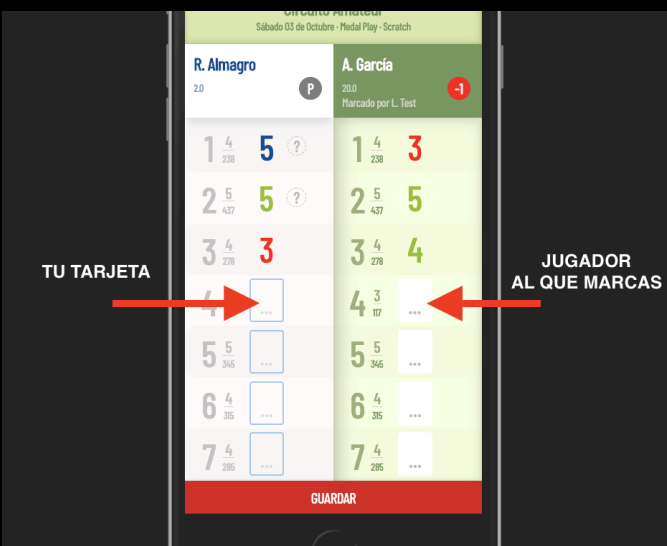 Circuito Amateur
Sábado 03 de Octubre · Medal Play · Scratch
R. Almagro
2.0
P
A. García
20.0
Marcado por L. Test
-1
1 4 238 5 ?
1 4 238 3
2 5 437 5 ?
2 5 437 5
3 4 278 3
3 4 278 4
TU TARJETA
4 ...
4 3 117 ...
JUGADOR
AL QUE MARCAS
5 5 345 ...
5 5 345 ...
6 4 315 ...
6 4 315 ...
7 4 285 ...
7 4 285 ...
GUARDAR